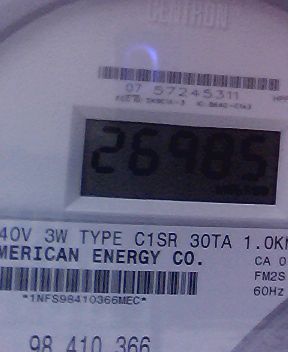 CENTRON
07 57245311
26985
40V 3W TYPE C1SR 30TA 1.0K
MERICAN ENERGY CO. CA 0
FM2S
*1NFS98410366MEC* 60Hz
98 410 366